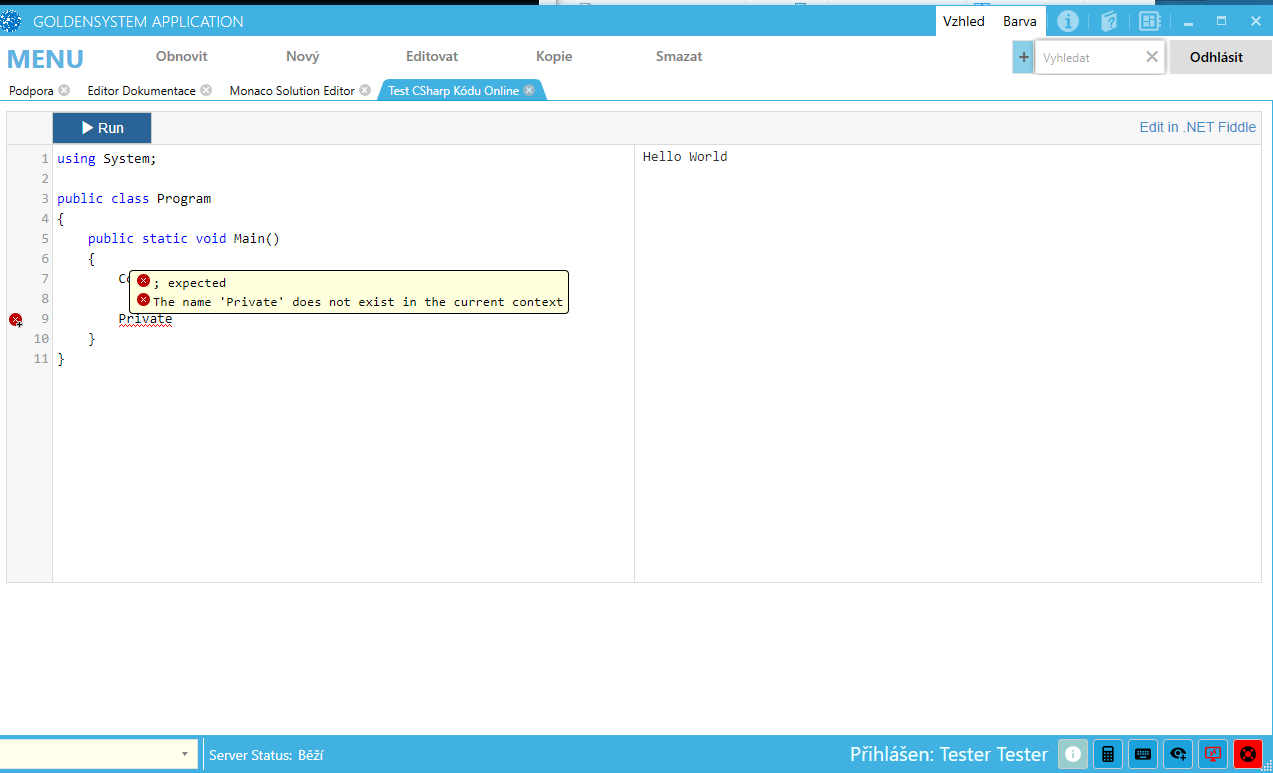 GOLDENSYSTEM APPLICATION
Vzhled Barva
MENU Obnovit Nový Editovat Kopie Smazat + Vyhledat Odhlásit
Podpora Editor Dokumentace Monaco Solution Editor Test CSharp Kódu Online
Run Edit in .NET Fiddle
1 using System;
Hello World
2
3 public class Program
4 {
5 public static void Main()
6 {
7 Co
; expected
8
The name 'Private' does not exist in the current context
9 Private
10 }
11 }
Server Status: Běží
Přihlášen: Tester Tester